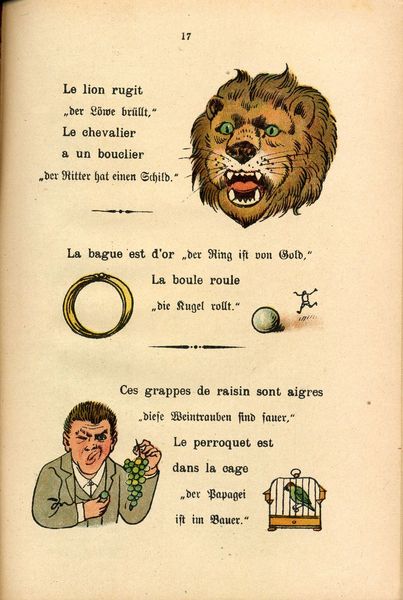 17
Le lion rugit
„der Löwe brüllt,“
Le chevalier
a un bouclier
„der Ritter hat einen Schild.“
La bague est d'or „der Ring ist von Gold,“
La boule roule
„die Kugel rollt.“
Ces grappes de raisin sont aigres
„diese Weintrauben sind sauer,“
Le perroquet est
dans la cage
„der Papagei
ist im Bauer.“